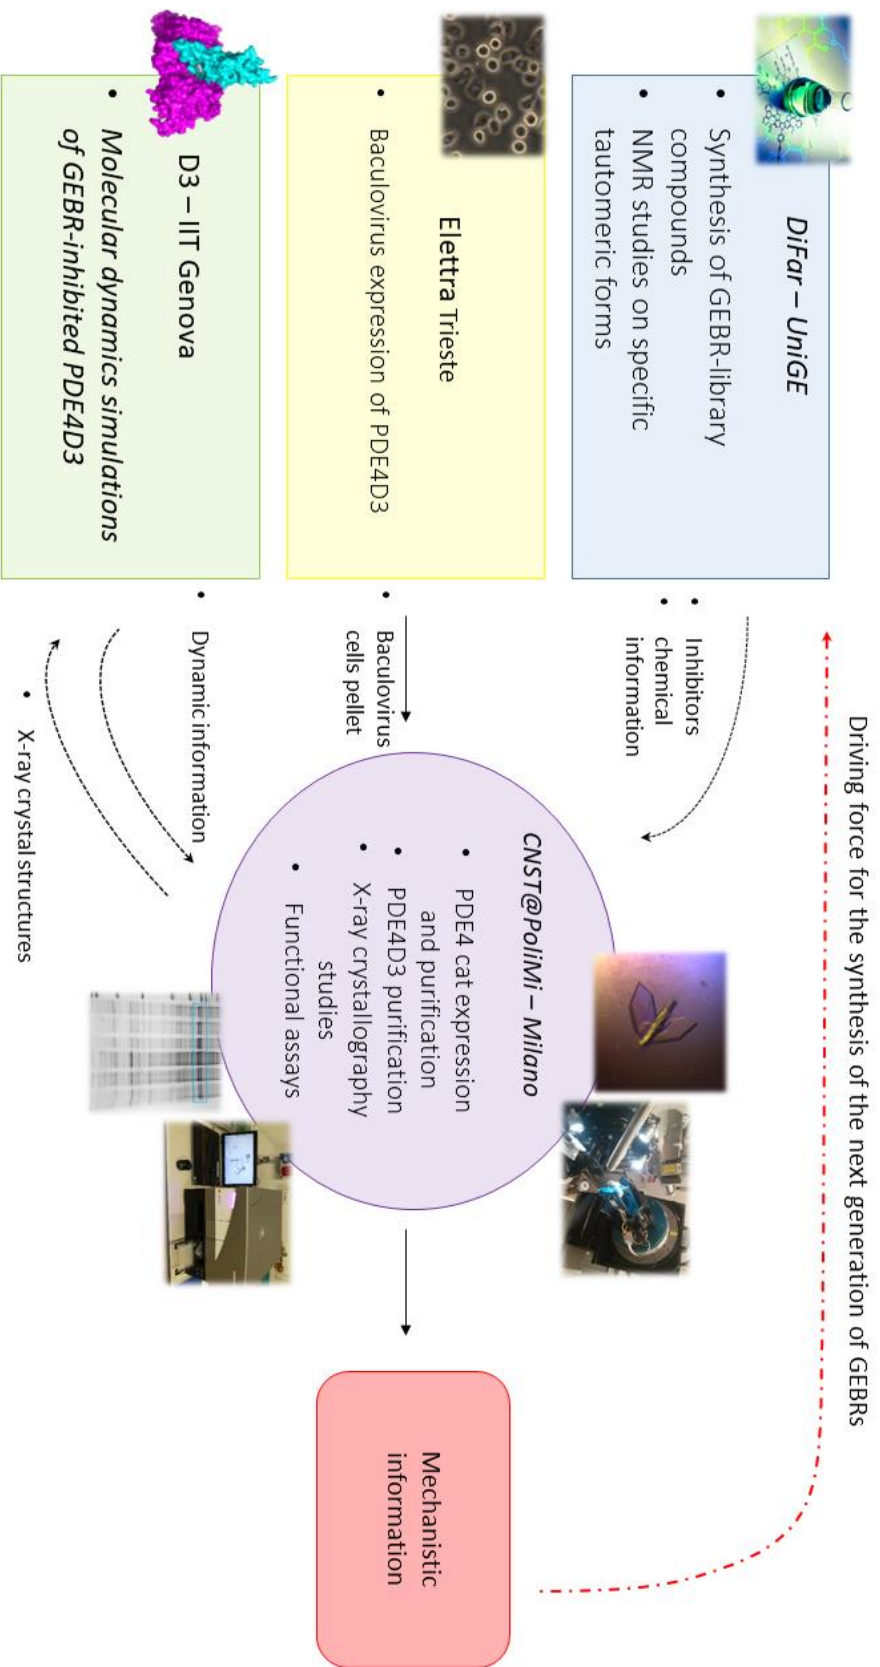 Driving force for the synthesis of the next generation of GEBRs
DiFar – UniGE
• Synthesis of GEBR-library
compounds
• NMR studies on specific
tautomeric forms
• Inhibitors
• chemical
information
Elettra Trieste
• Baculovirus expression of PDE4D3
• Baculovirus
cells pellet
D3 – IIT Genova
• Molecular dynamics simulations
of GEBR-inhibited PDE4D3
• Dynamic information
• X-ray crystal structures
CNST@PoliMi – Milano
• PDE4 cat expression
and purification
• PDE4D3 purification
• X-ray crystallography
studies
• Functional assays
Mechanistic
information